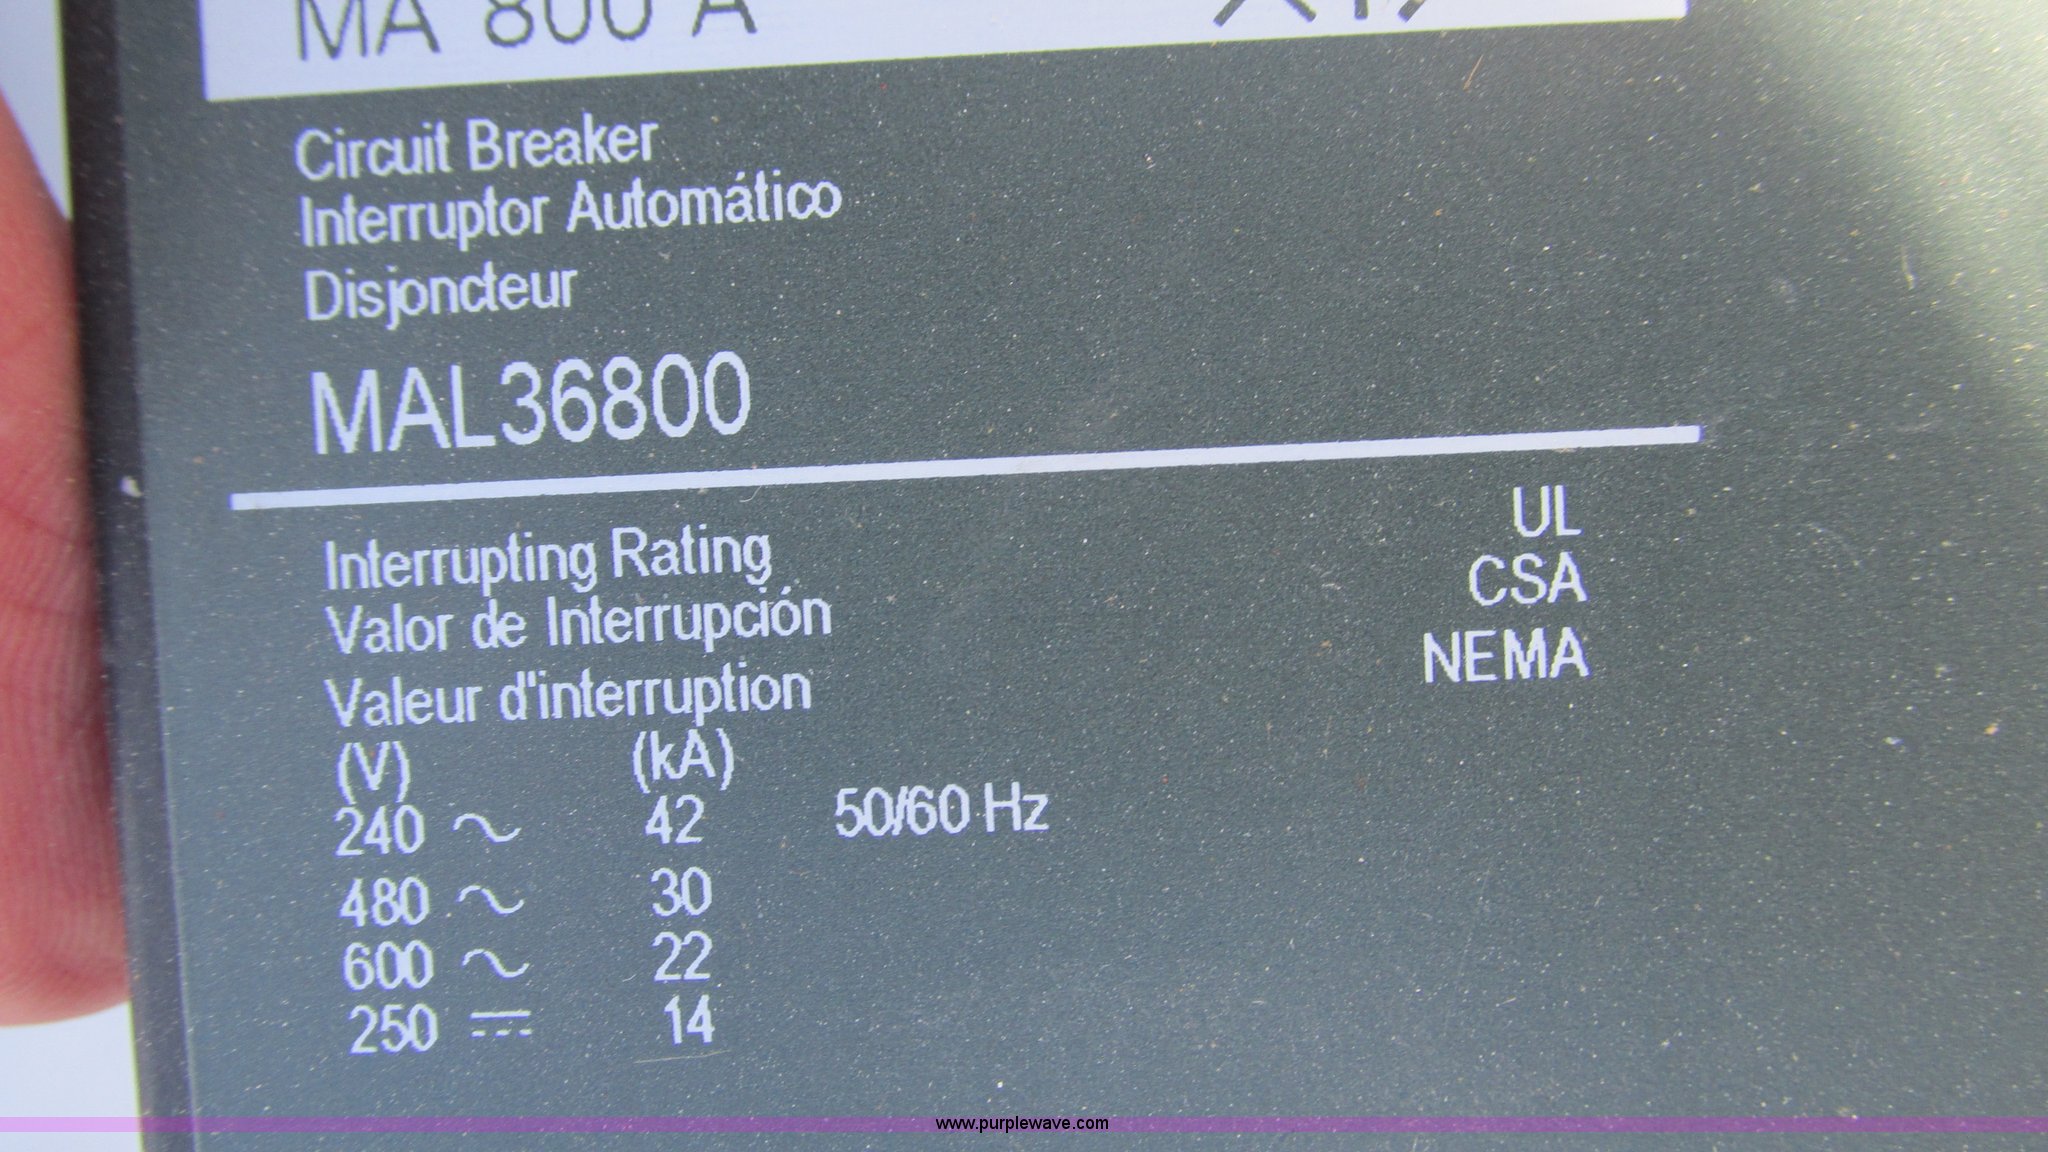 MA 800 A
Circuit Breaker
Interruptor Automático
Disjoncteur
MAL36800
Interrupting Rating
Valor de Interrupción
Valeur d'interruption
UL
CSA
NEMA
(V) (kA)
240 ~ 42 50/60 Hz
480 ~ 30
600 ~ 22
250 ⎓ 14
www.purplewave.com